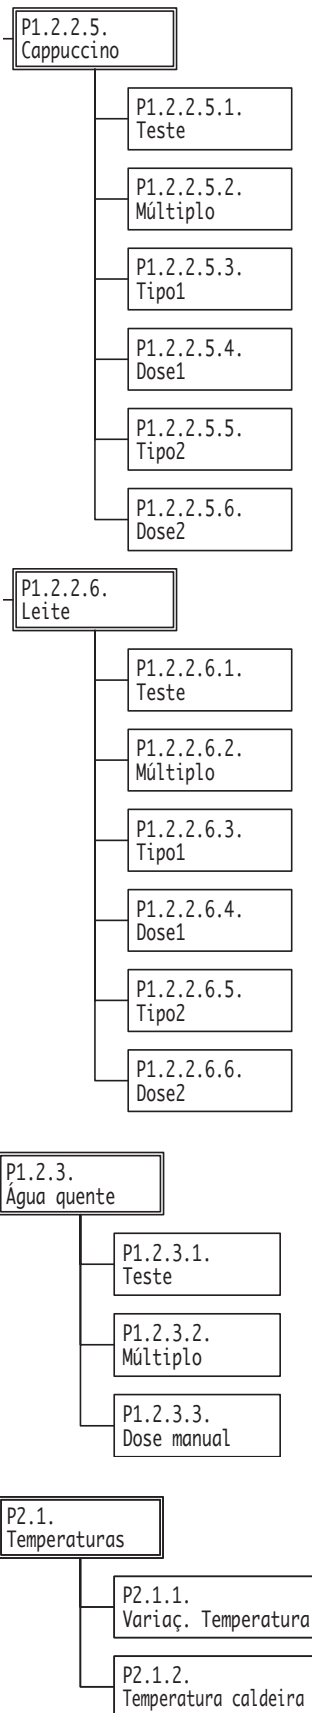 P1.2.2.5.
Cappuccino
P1.2.2.5.1.
Teste
P1.2.2.5.2.
Múltiplo
P1.2.2.5.3.
Tipo1
P1.2.2.5.4.
Dose1
P1.2.2.5.5.
Tipo2
P1.2.2.5.6.
Dose2
P1.2.2.6.
Leite
P1.2.2.6.1.
Teste
P1.2.2.6.2.
Múltiplo
P1.2.2.6.3.
Tipo1
P1.2.2.6.4.
Dose1
P1.2.2.6.5.
Tipo2
P1.2.2.6.6.
Dose2
P1.2.3.
Água quente
P1.2.3.1.
Teste
P1.2.3.2.
Múltiplo
P1.2.3.3.
Dose manual
P2.1.
Temperaturas
P2.1.1.
Variaç. Temperatura
P2.1.2.
Temperatura caldeira